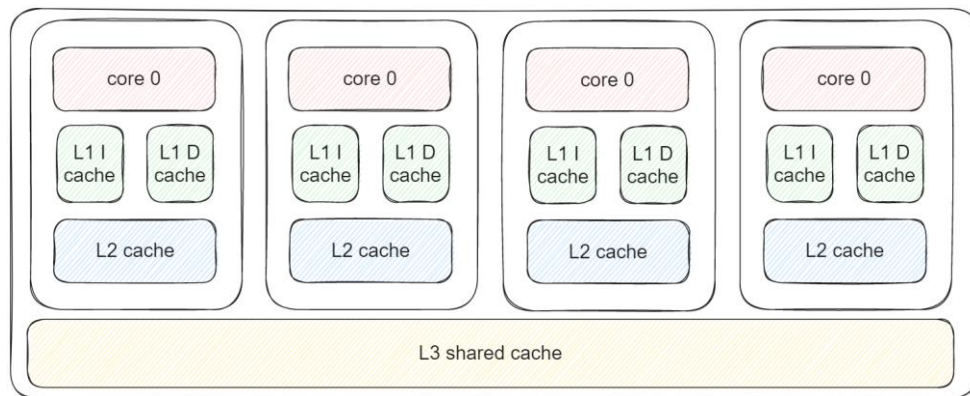 core 0
core 0
core 0
core 0
L1 I
cache
L1 D
cache
L1 I
cache
L1 D
cache
L1 I
cache
L1 D
cache
L1 I
cache
L1 D
cache
L2 cache
L2 cache
L2 cache
L2 cache
L3 shared cache